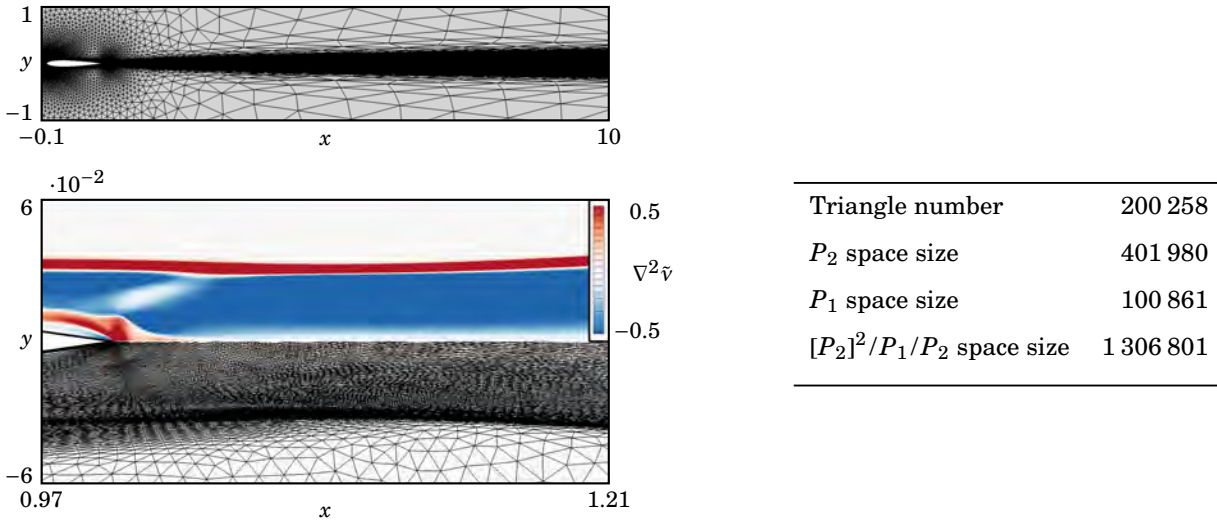 1
y
−1
−0.1
x
10
·10⁻²
6
0.5
∇²ν̃
−0.5
y
−6
0.97
x
1.21
Triangle number 200 258
P₂ space size 401 980
P₁ space size 100 861
[P₂]²/P₁/P₂ space size 1 306 801